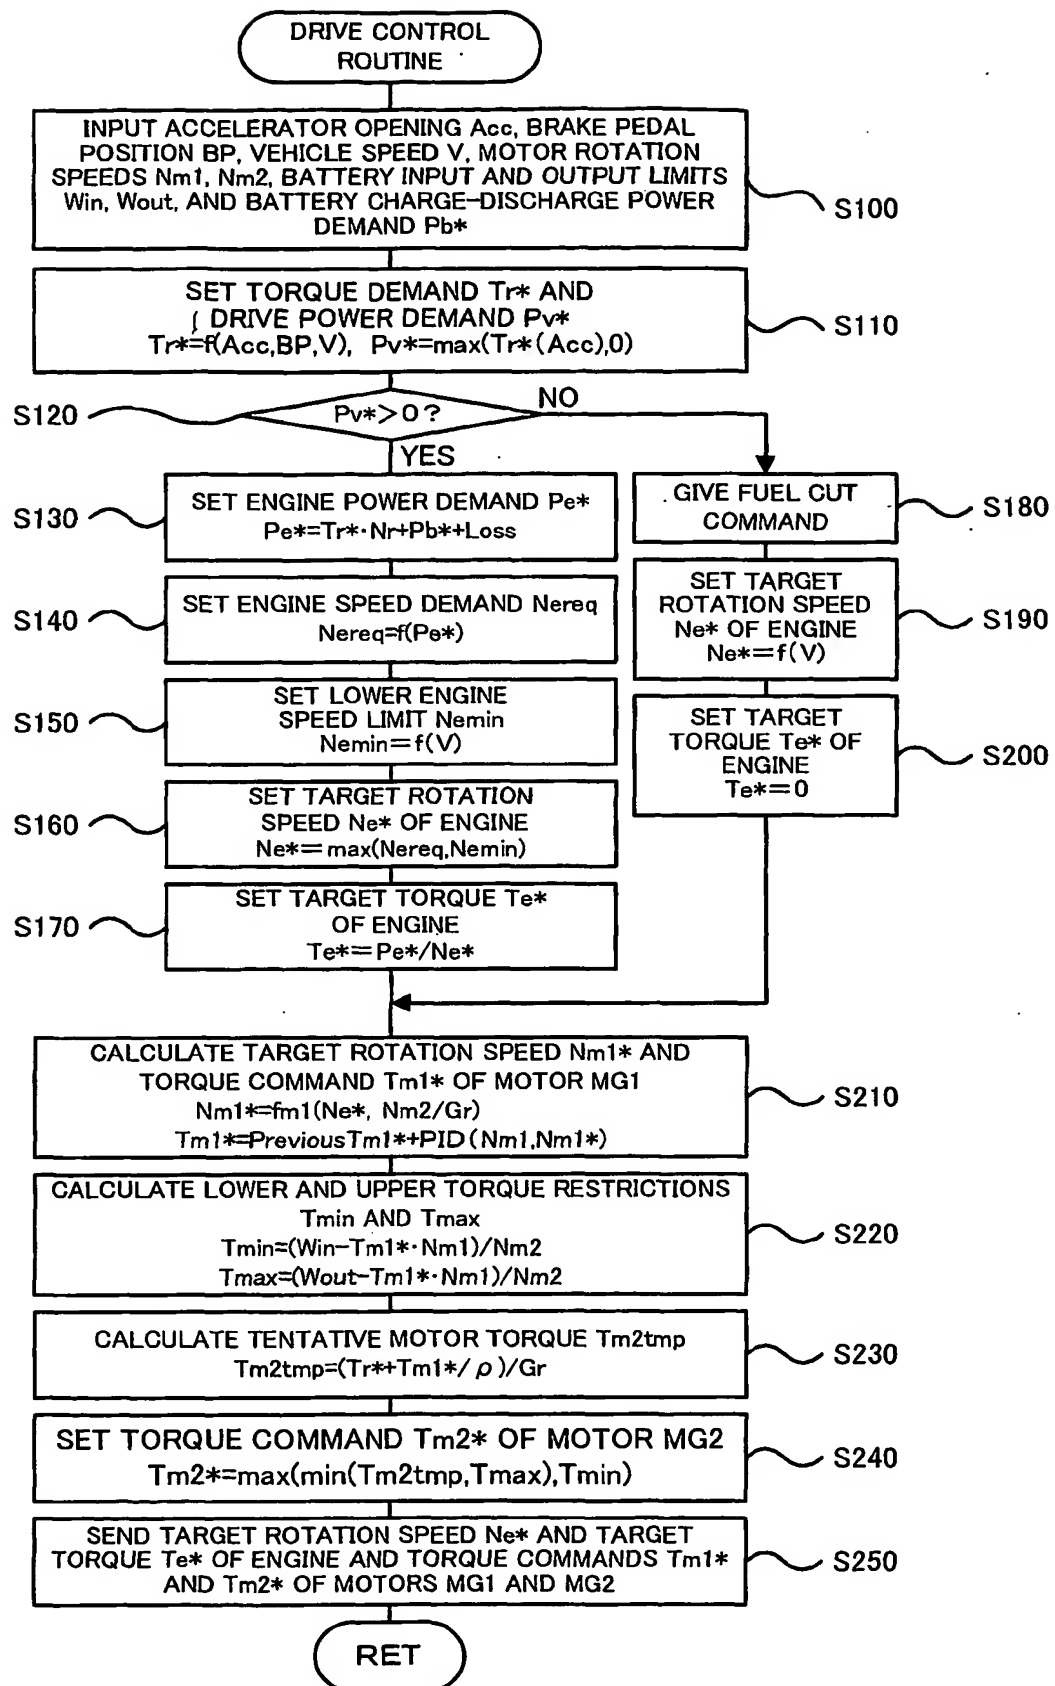 DRIVE CONTROL
ROUTINE
INPUT ACCELERATOR OPENING Acc, BRAKE PEDAL
POSITION BP, VEHICLE SPEED V, MOTOR ROTATION
SPEEDS Nm1, Nm2, BATTERY INPUT AND OUTPUT LIMITS
Win, Wout, AND BATTERY CHARGE-DISCHARGE POWER
DEMAND Pb*
S100
SET TORQUE DEMAND Tr* AND
DRIVE POWER DEMAND Pv*
Tr*=f(Acc,BP,V), Pv*=max(Tr*(Acc),0)
S110
S120
Pv*>0?
NO
YES
S130
SET ENGINE POWER DEMAND Pe*
Pe*=Tr*·Nr+Pb*+Loss
S140
SET ENGINE SPEED DEMAND Nereq
Nereq=f(Pe*)
S150
SET LOWER ENGINE
SPEED LIMIT Nemin
Nemin=f(V)
S160
SET TARGET ROTATION
SPEED Ne* OF ENGINE
Ne*=max(Nereq,Nemin)
S170
SET TARGET TORQUE Te*
OF ENGINE
Te*=Pe*/Ne*
GIVE FUEL CUT
COMMAND
S180
SET TARGET
ROTATION SPEED
Ne* OF ENGINE
Ne*=f(V)
S190
SET TARGET
TORQUE Te* OF
ENGINE
Te*=0
S200
CALCULATE TARGET ROTATION SPEED Nm1* AND
TORQUE COMMAND Tm1* OF MOTOR MG1
Nm1*=fm1(Ne*, Nm2/Gr)
Tm1*=PreviousTm1*+PID(Nm1,Nm1*)
S210
CALCULATE LOWER AND UPPER TORQUE RESTRICTIONS
Tmin AND Tmax
Tmin=(Win-Tm1*·Nm1)/Nm2
Tmax=(Wout-Tm1*·Nm1)/Nm2
S220
CALCULATE TENTATIVE MOTOR TORQUE Tm2tmp
Tm2tmp=(Tr*+Tm1*/ρ)/Gr
S230
SET TORQUE COMMAND Tm2* OF MOTOR MG2
Tm2*=max(min(Tm2tmp,Tmax),Tmin)
S240
SEND TARGET ROTATION SPEED Ne* AND TARGET
TORQUE Te* OF ENGINE AND TORQUE COMMANDS Tm1*
AND Tm2* OF MOTORS MG1 AND MG2
S250
RET